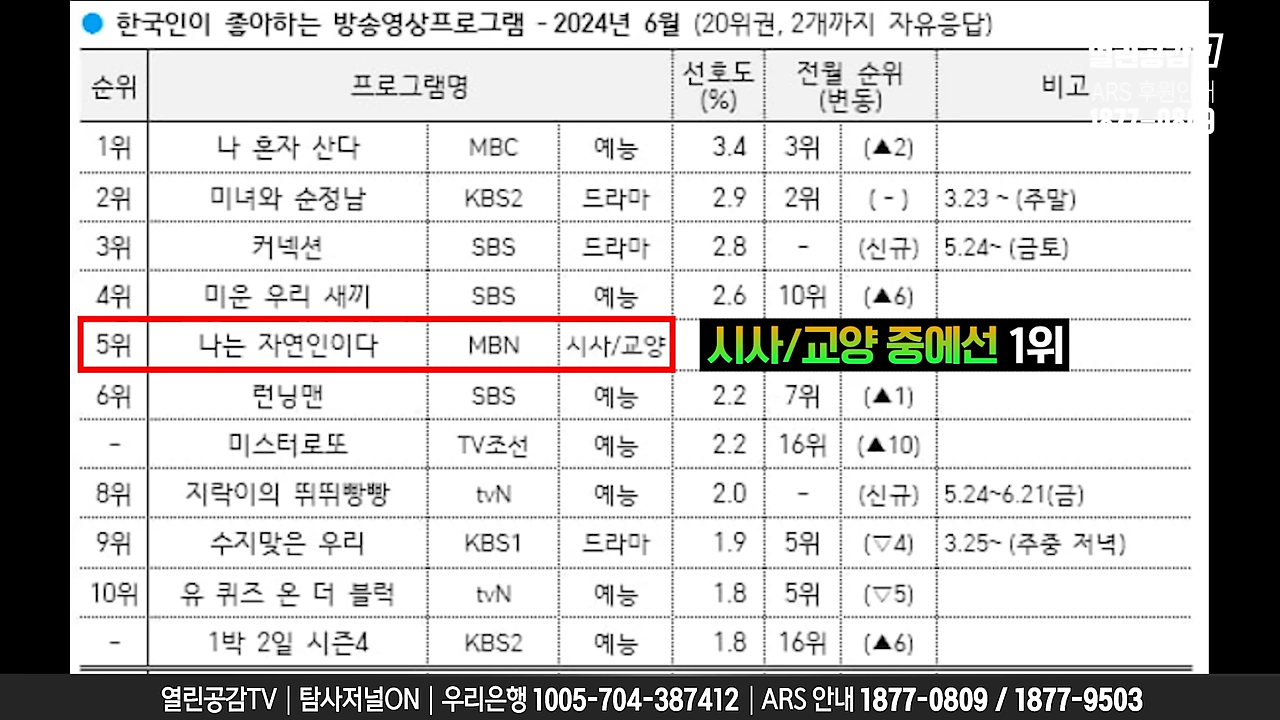 한국인이 좋아하는 방송영상프로그램 - 2024년 6월 (20위권, 2개까지 자유응답)
열린공감
순위 프로그램명 선호도 (%) 전월 순위 (변동) 비고
ARS 후원안내
1877-0809
1위 나 혼자 산다 MBC 예능 3.4 3위 (▲2)
2위 미녀와 순정남 KBS2 드라마 2.9 2위 ( - ) 3.23 ~ (주말)
3위 커넥션 SBS 드라마 2.8 - (신규) 5.24~ (금토)
4위 미운 우리 새끼 SBS 예능 2.6 10위 (▲6)
5위 나는 자연인이다 MBN 시사/교양 시사/교양 중에선 1위
6위 런닝맨 SBS 예능 2.2 7위 (▲1)
- 미스터로또 TV조선 예능 2.2 16위 (▲10)
8위 지락이의 뛰뛰빵빵 tvN 예능 2.0 - (신규) 5.24~6.21(금)
9위 수지맞은 우리 KBS1 드라마 1.9 5위 (▽4) 3.25~ (주중 저녁)
10위 유 퀴즈 온 더 블럭 tvN 예능 1.8 5위 (▽5)
- 1박 2일 시즌4 KBS2 예능 1.8 16위 (▲6)
열린공감TV | 탐사저널ON | 우리은행 1005-704-387412 | ARS 안내 1877-0809 / 1877-9503